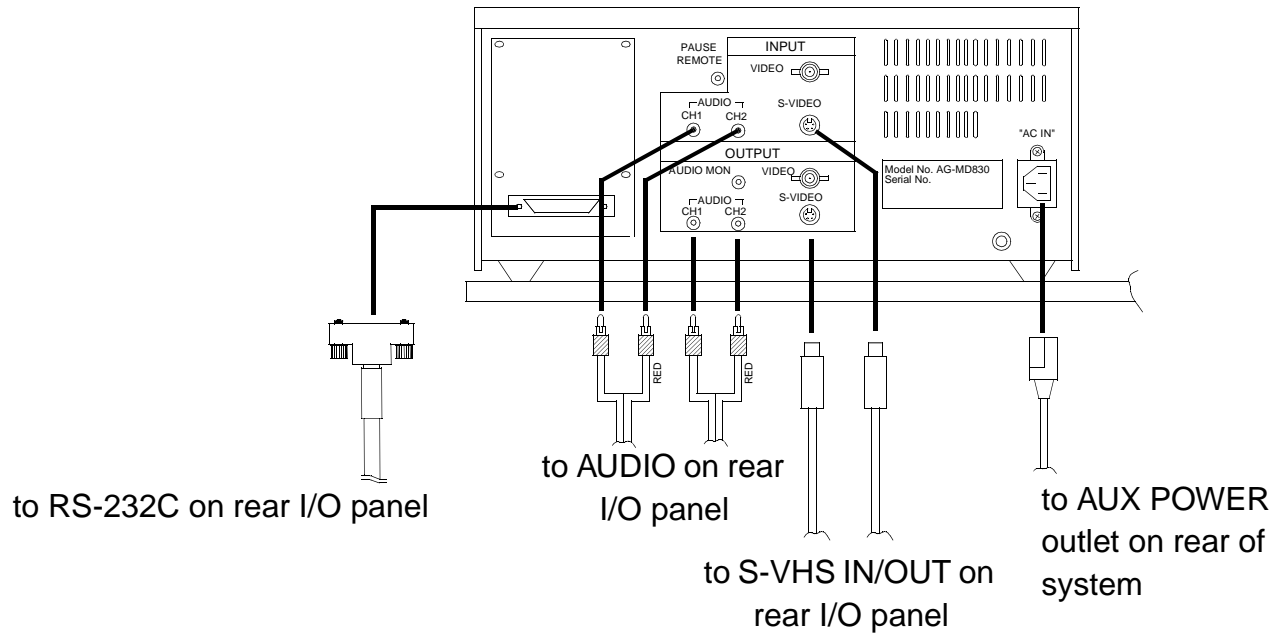 PAUSE
REMOTE
INPUT
VIDEO
AUDIO
CH1
CH2
S-VIDEO
"AC IN"
OUTPUT
AUDIO MON
VIDEO
S-VIDEO
AUDIO
CH1
CH2
Model No. AG-MD830
Serial No.
RED
RED
to RS-232C on rear I/O panel
to AUDIO on rear
I/O panel
to S-VHS IN/OUT on
rear I/O panel
to AUX POWER
outlet on rear of
system